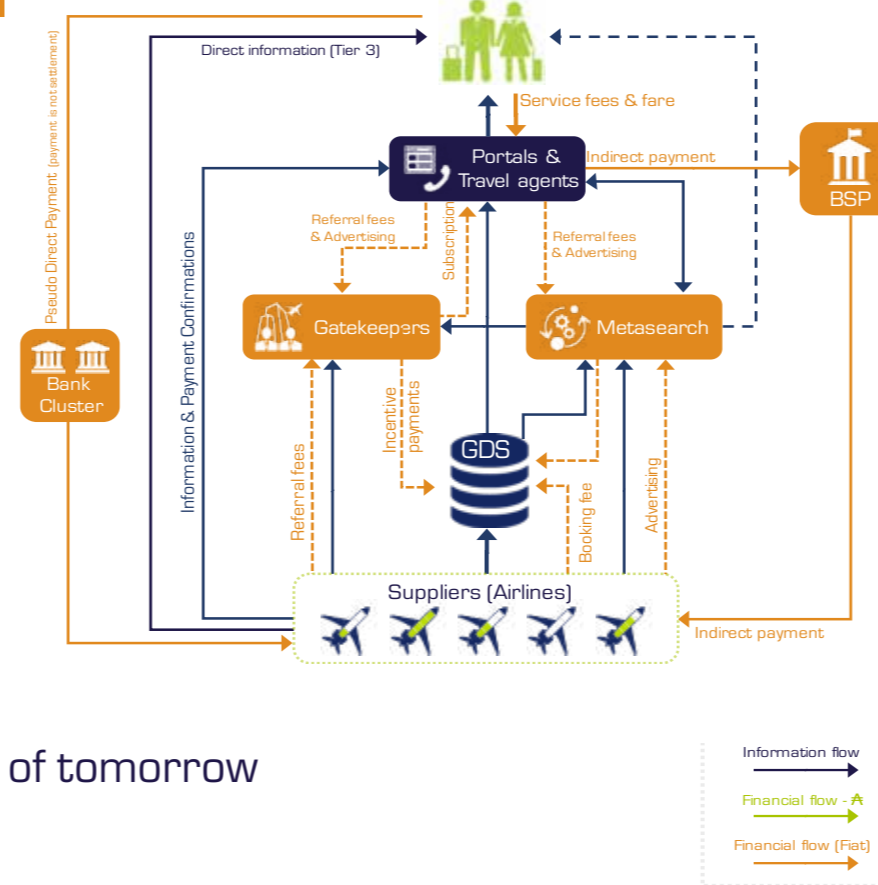 Direct information (Tier 3)
Pseudo Direct Payment (payment is not settlement)
Service fees & fare
Portals &
Travel agents
Indirect payment
BSP
Referral fees
& Advertising
Subscription
Referral fees
& Advertising
Information & Payment Confirmations
Gatekeepers
Metasearch
Bank
Cluster
Incentive
payments
GDS
Referral fees
Booking fee
Advertising
Suppliers (Airlines)
Indirect payment
of tomorrow
Information flow
Financial flow - ₳
Financial flow (Fiat)